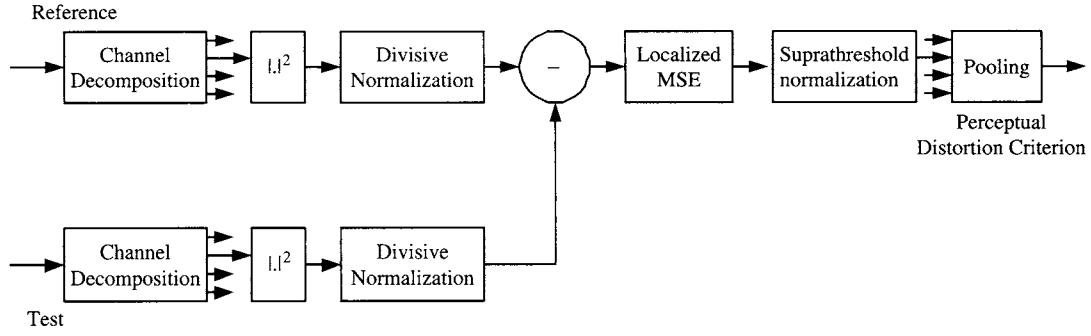 Reference
Channel
Decomposition
|.|²
Divisive
Normalization
−
Localized
MSE
Suprathreshold
normalization
Pooling
Perceptual
Distortion Criterion
Channel
Decomposition
|.|²
Divisive
Normalization
Test